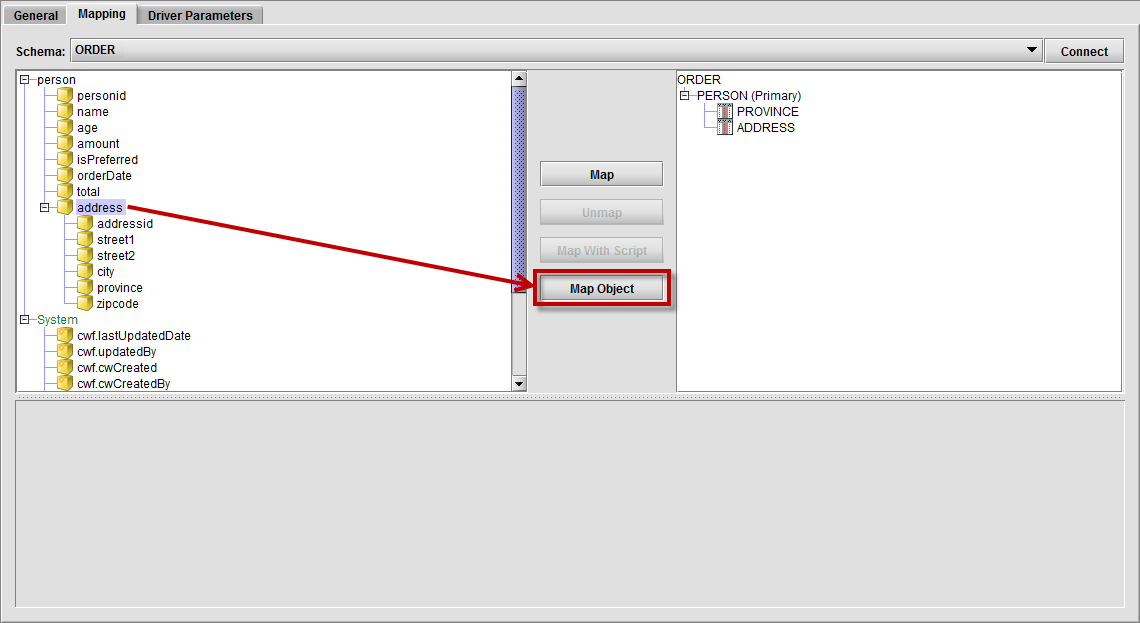 General Mapping Driver Parameters
Schema: ORDER Connect
person
personid
name
age
amount
isPreferred
orderDate
total
address
addressid
street1
street2
city
province
zipcode
System
cwf.lastUpdatedDate
cwf.updatedBy
cwf.cwCreated
cwf.cwCreatedBy
Map
Unmap
Map With Script
Map Object
ORDER
PERSON (Primary)
PROVINCE
ADDRESS